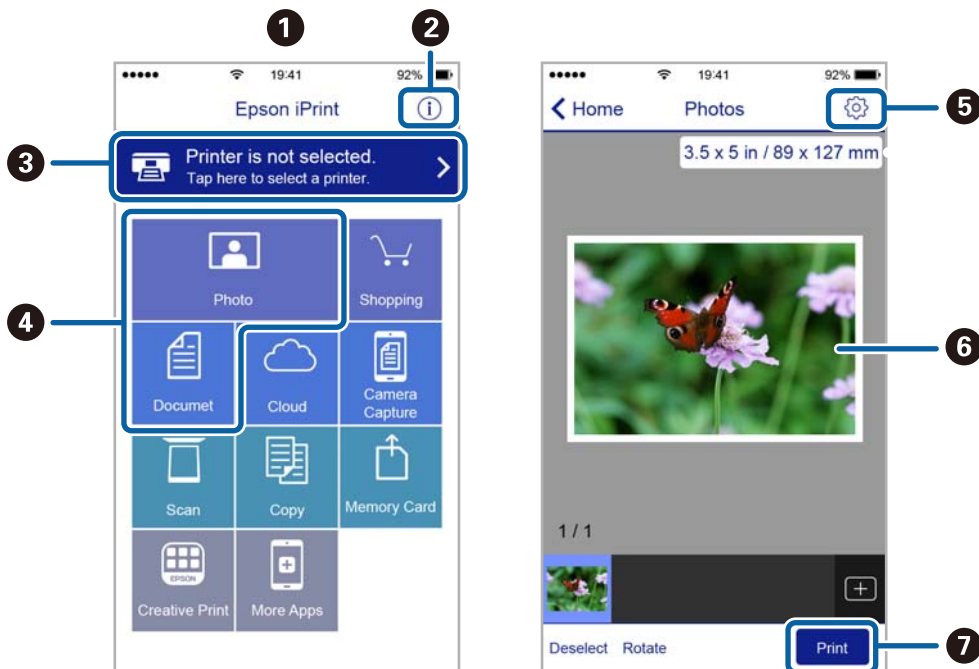 1
2
19:41
92%
Epson iPrint
3
Printer is not selected.
Tap here to select a printer.
4
Photo
Shopping
Documet
Cloud
Camera
Capture
Scan
Copy
Memory Card
EPSON
Creative Print
More Apps
19:41
92%
Home
Photos
5
3.5 x 5 in / 89 x 127 mm
6
1 / 1
Deselect
Rotate
Print
7